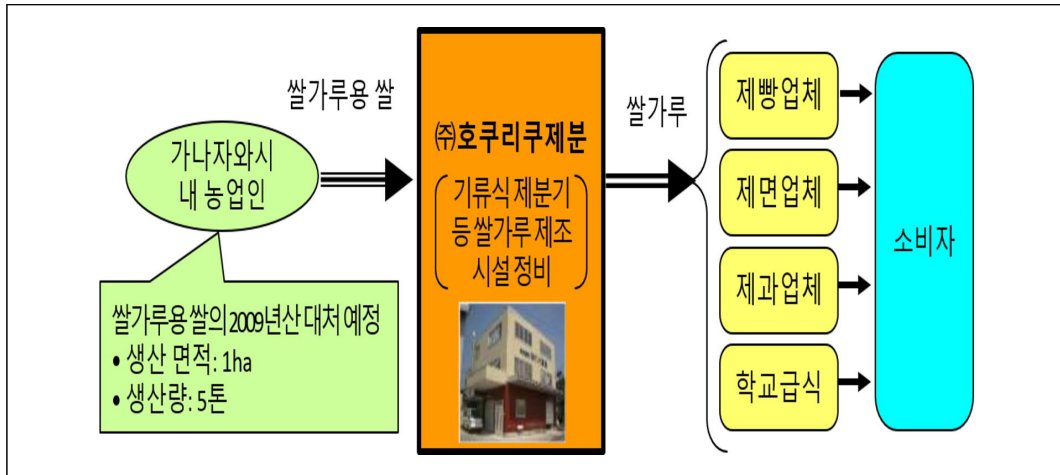 쌀가루용 쌀
가나자와시
내 농업인
쌀가루용 쌀의 2009년산 대처 예정
• 생산 면적: 1ha
• 생산량: 5톤
㈜호쿠리쿠제분
기류식 제분기
등 쌀가루 제조
시설 정비
쌀가루
제빵업체
제면업체
제과업체
학교급식
소비자